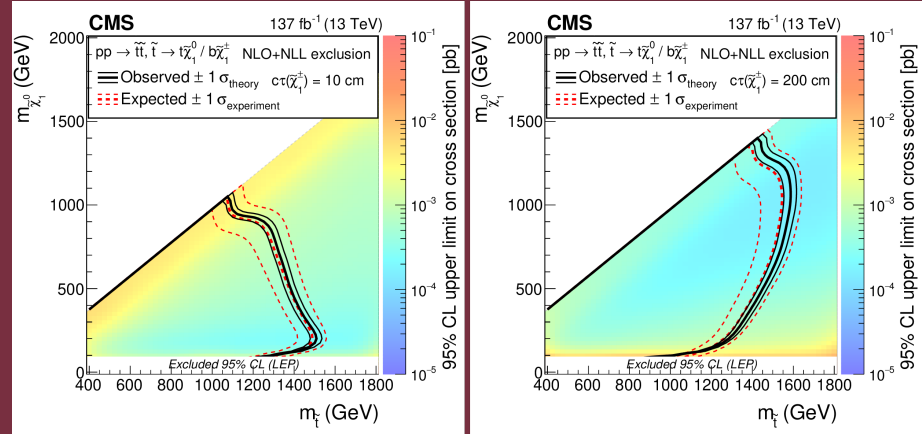 CMS 137 fb⁻¹ (13 TeV)
pp → t̃t̃, t̃ → tχ̃⁰₁ / bχ̃±₁ NLO+NLL exclusion
Observed ± 1 σtheory cτ(χ̃±₁) = 10 cm
Expected ± 1 σexperiment
mχ̃⁰₁ (GeV)
2000
1500
1000
500
0
Excluded 95% CL (LEP)
400 600 800 1000 1200 1400 1600 1800
mt̃ (GeV)
10⁻¹
10⁻²
10⁻³
10⁻⁴
10⁻⁵
95% CL upper limit on cross section [pb]
CMS 137 fb⁻¹ (13 TeV)
pp → t̃t̃, t̃ → tχ̃⁰₁ / bχ̃±₁ NLO+NLL exclusion
Observed ± 1 σtheory cτ(χ̃±₁) = 200 cm
Expected ± 1 σexperiment
mχ̃⁰₁ (GeV)
2000
1500
1000
500
0
Excluded 95% CL (LEP)
400 600 800 1000 1200 1400 1600 1800
mt̃ (GeV)
10⁻¹
10⁻²
10⁻³
10⁻⁴
10⁻⁵
95% CL upper limit on cross section [pb]